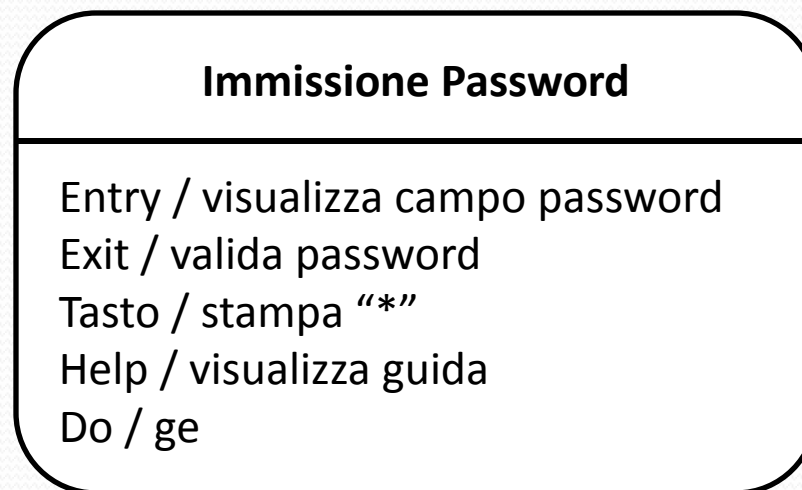 Immissione Password
Entry / visualizza campo password
Exit / valida password
Tasto / stampa “*”
Help / visualizza guida
Do / ge